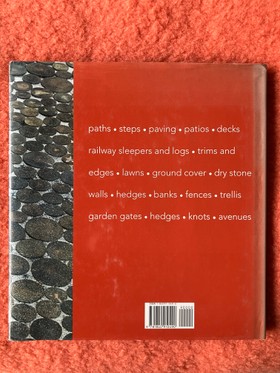 paths • steps • paving • patios • decks
railway sleepers and logs • trims and
edges • lawns • ground cover • dry stone
walls • hedges • banks • fences • trellis
garden gates • hedges • knots • avenues